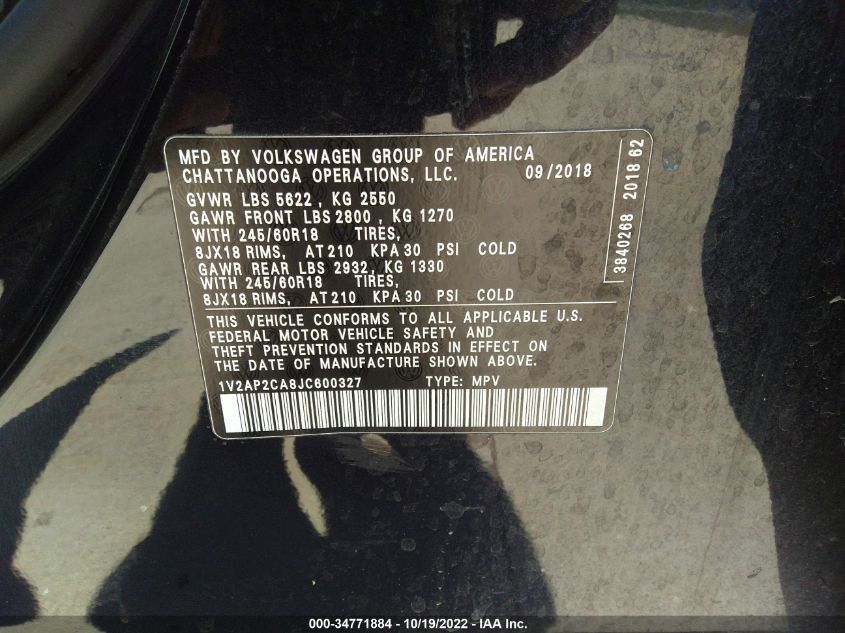 MFD BY VOLKSWAGEN GROUP OF AMERICA
CHATTANOOGA OPERATIONS, LLC. 09/2018
GVWR LBS 5622 , KG 2550
GAWR FRONT LBS 2800 , KG 1270
WITH 245/60R18 TIRES,
8JX18 RIMS, AT 210 KPA 30 PSI COLD
GAWR REAR LBS 2932, KG 1330
WITH 245/60R18 TIRES,
8JX18 RIMS, AT 210 KPA 30 PSI COLD
THIS VEHICLE CONFORMS TO ALL APPLICABLE U.S.
FEDERAL MOTOR VEHICLE SAFETY AND
THEFT PREVENTION STANDARDS IN EFFECT ON
THE DATE OF MANUFACTURE SHOWN ABOVE.
1V2AP2CA8JC600327 TYPE: MPV
3840268 2018 62
000-34771884 - 10/19/2022 - IAA Inc.